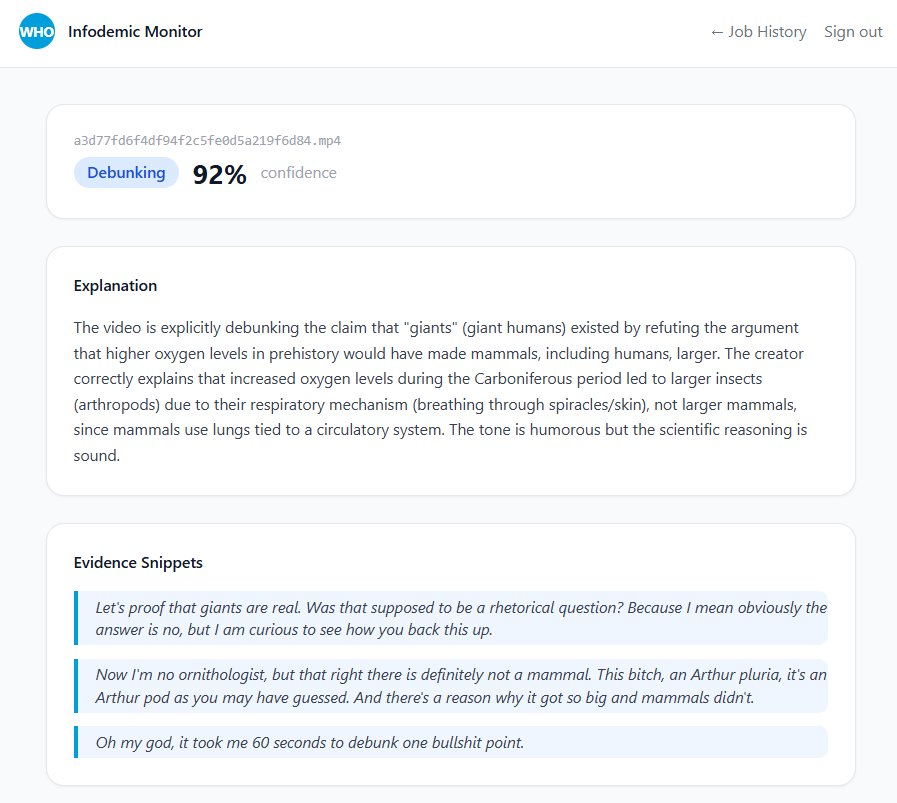 WHO Infodemic Monitor ← Job History Sign out
a3d77fd6f4df94f2c5fe0d5a219f6d84.mp4
Debunking 92% confidence
Explanation
The video is explicitly debunking the claim that "giants" (giant humans) existed by refuting the argument
that higher oxygen levels in prehistory would have made mammals, including humans, larger. The creator
correctly explains that increased oxygen levels during the Carboniferous period led to larger insects
(arthropods) due to their respiratory mechanism (breathing through spiracles/skin), not larger mammals,
since mammals use lungs tied to a circulatory system. The tone is humorous but the scientific reasoning is
sound.
Evidence Snippets
Let's proof that giants are real. Was that supposed to be a rhetorical question? Because I mean obviously the
answer is no, but I am curious to see how you back this up.
Now I'm no ornithologist, but that right there is definitely not a mammal. This bitch, an Arthur pluria, it's an
Arthur pod as you may have guessed. And there's a reason why it got so big and mammals didn't.
Oh my god, it took me 60 seconds to debunk one bullshit point.